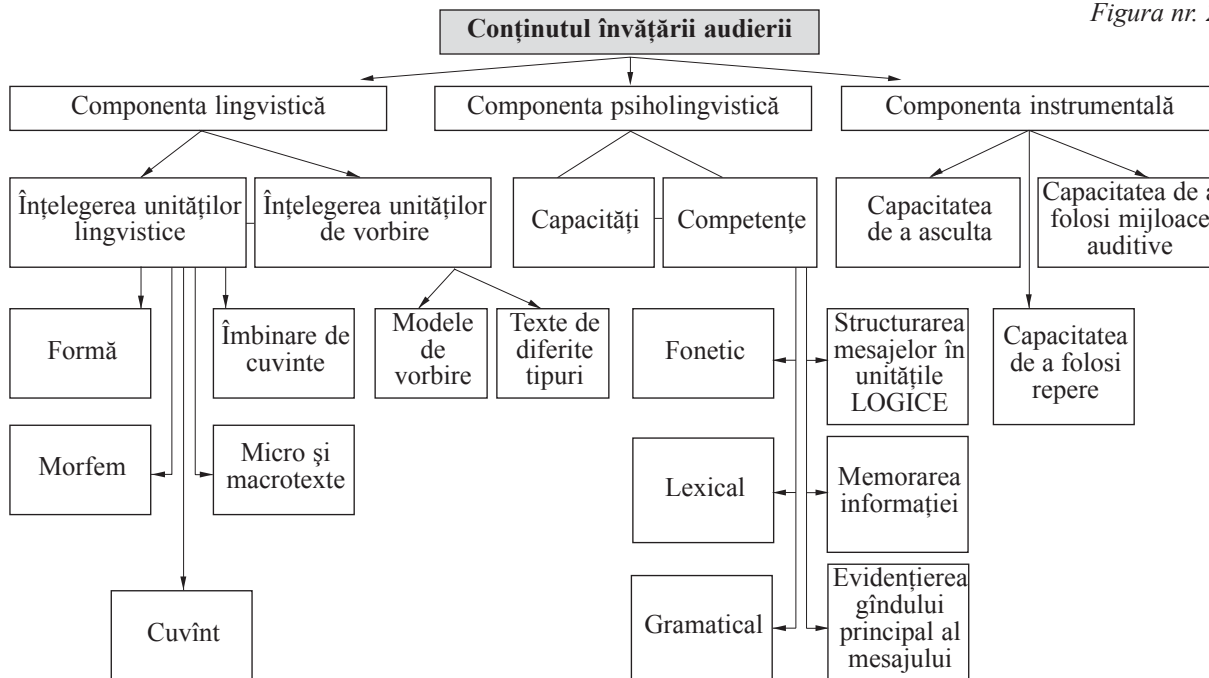 Figura nr.
Conținutul învățării audierii
Componenta lingvistică
Componenta psiholingvistică
Componenta instrumentală
Înțelegerea unităților
lingvistice
Înțelegerea unităților
de vorbire
Capacități
Competențe
Capacitatea
de a asculta
Capacitatea de a
folosi mijloace
auditive
Formă
Îmbinare de
cuvinte
Modele
de
vorbire
Texte de
diferite
tipuri
Fonetic
Structurarea
mesajelor în
unitățile
LOGICE
Capacitatea
de a folosi
repere
Morfem
Micro şi
macrotexte
Lexical
Memorarea
informației
Cuvînt
Gramatical
Evidențierea
gîndului
principal al
mesajului